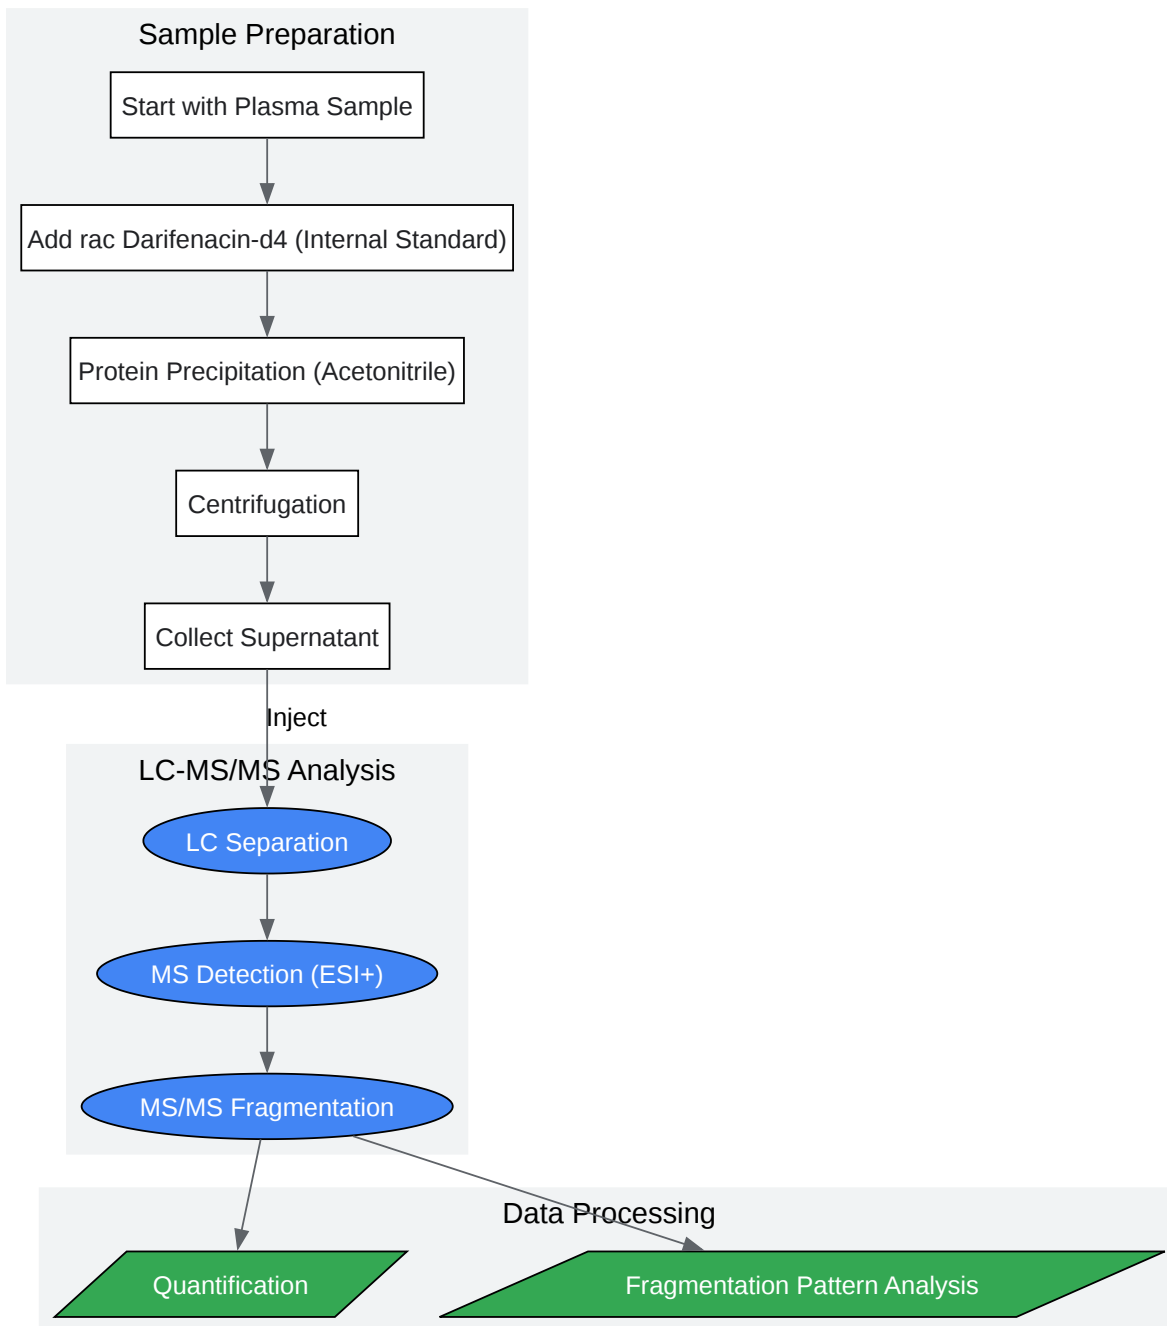 Sample Preparation
Start with Plasma Sample
Add rac Darifenacin-d4 (Internal Standard)
Protein Precipitation (Acetonitrile)
Centrifugation
Collect Supernatant
Inject
LC-MS/MS Analysis
LC Separation
MS Detection (ESI+)
MS/MS Fragmentation
Data Processing
Quantification
Fragmentation Pattern Analysis